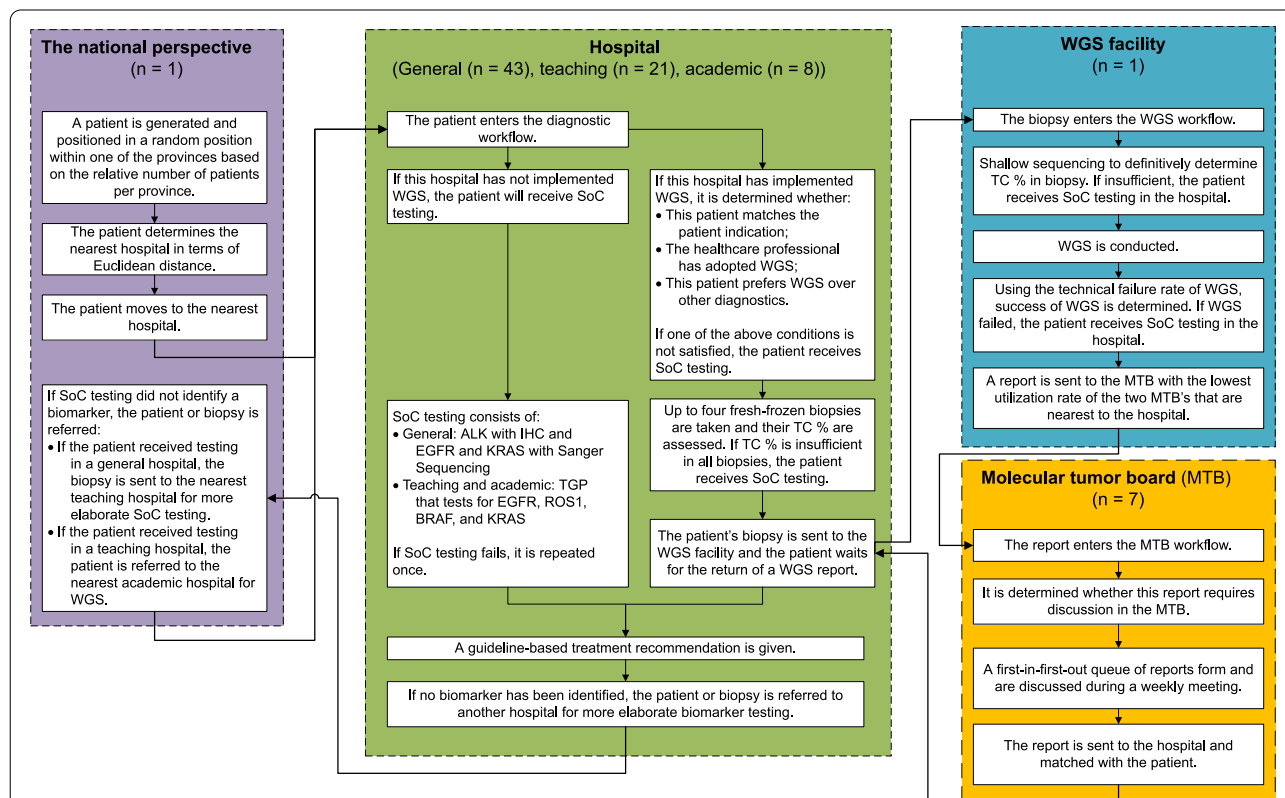 The national perspective
(n = 1)
A patient is generated and
positioned in a random position
within one of the provinces based
on the relative number of patients
per province.
The patient determines the
nearest hospital in terms of
Euclidean distance.
The patient moves to the nearest
hospital.
If SoC testing did not identify a
biomarker, the patient or biopsy is
referred:
• If the patient received testing
in a general hospital, the
biopsy is sent to the nearest
teaching hospital for more
elaborate SoC testing.
• If the patient received testing
in a teaching hospital, the
patient is referred to the
nearest academic hospital for
WGS.
Hospital
(General (n = 43), teaching (n = 21), academic (n = 8))
The patient enters the diagnostic
workflow.
If this hospital has not implemented
WGS, the patient will receive SoC
testing.
SoC testing consists of:
• General: ALK with IHC and
EGFR and KRAS with Sanger
Sequencing
• Teaching and academic: TGP
that tests for EGFR, ROS1,
BRAF, and KRAS
If SoC testing fails, it is repeated
once.
If this hospital has implemented
WGS, it is determined whether:
• This patient matches the
patient indication;
• The healthcare professional
has adopted WGS;
• This patient prefers WGS over
other diagnostics.
If one of the above conditions is
not satisfied, the patient receives
SoC testing.
Up to four fresh-frozen biopsies
are taken and their TC % are
assessed. If TC % is insufficient
in all biopsies, the patient
receives SoC testing.
The patient's biopsy is sent to the
WGS facility and the patient waits
for the return of a WGS report.
A guideline-based treatment recommendation is given.
If no biomarker has been identified, the patient or biopsy is referred to
another hospital for more elaborate biomarker testing.
WGS facility
(n = 1)
The biopsy enters the WGS workflow.
Shallow sequencing to definitively determine
TC % in biopsy. If insufficient, the patient
receives SoC testing in the hospital.
WGS is conducted.
Using the technical failure rate of WGS,
success of WGS is determined. If WGS
failed, the patient receives SoC testing in the
hospital.
A report is sent to the MTB with the lowest
utilization rate of the two MTB's that are
nearest to the hospital.
Molecular tumor board (MTB)
(n = 7)
The report enters the MTB workflow.
It is determined whether this report requires
discussion in the MTB.
A first-in-first-out queue of reports form and
are discussed during a weekly meeting.
The report is sent to the hospital and
matched with the patient.